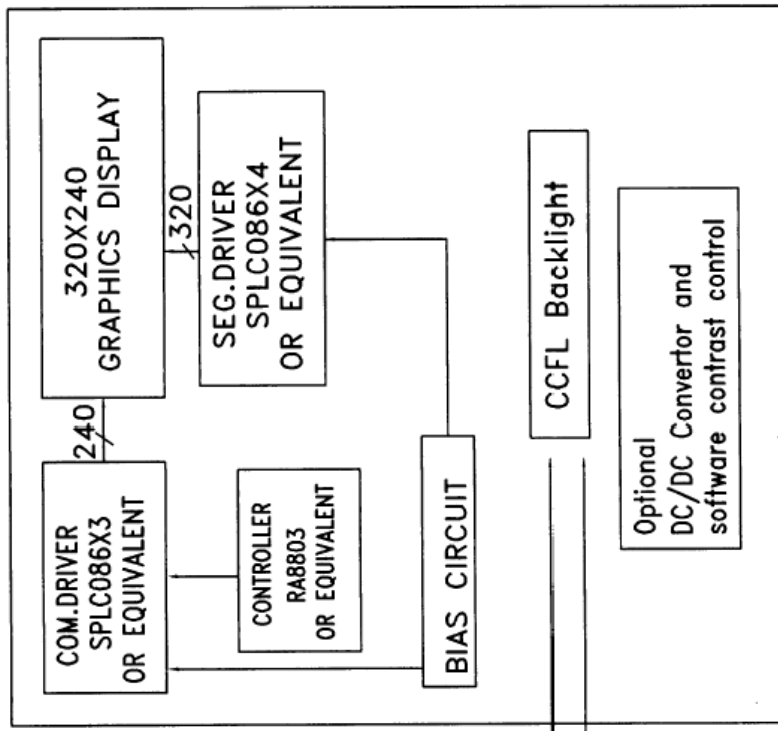 COM.DRIVER
SPLC086X3
OR EQUIVALENT
240
320X240
GRAPHICS DISPLAY
320
CONTROLLER
RA8803
OR EQUIVALENT
SEG.DRIVER
SPLC086X4
OR EQUIVALENT
BIAS CIRCUIT
CCFL Backlight
Optional
DC/DC Convertor and
software contrast control